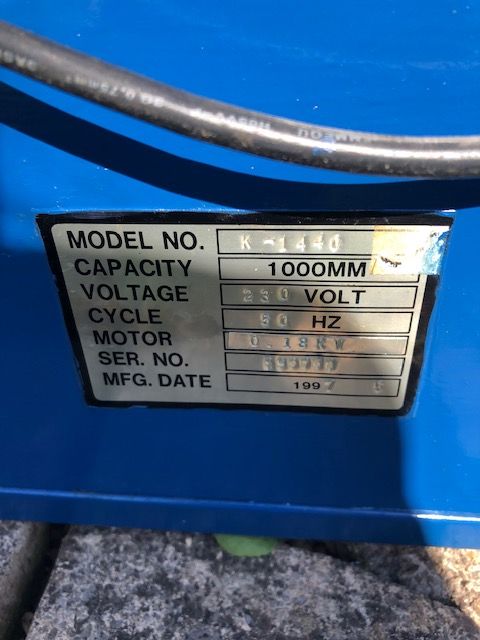 MODEL NO. K-1440
CAPACITY 1000MM
VOLTAGE 230 VOLT
CYCLE 50 HZ
MOTOR 0.18KW
SER. NO.
MFG. DATE 1997 5